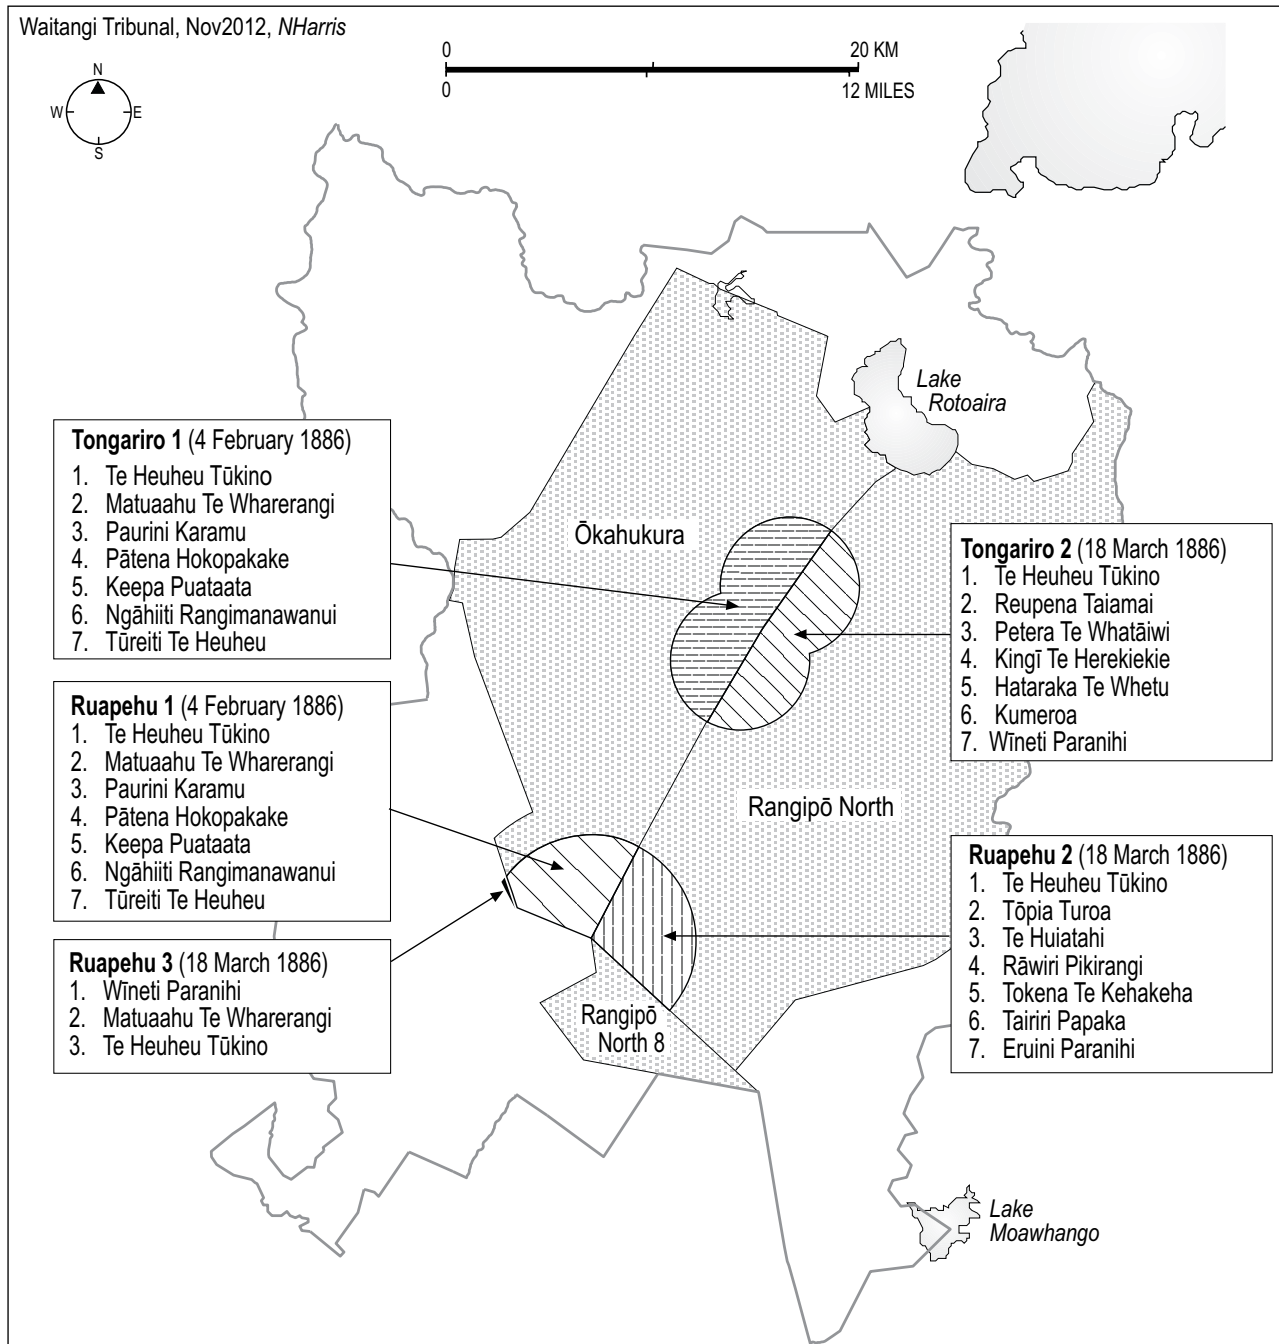 Waitangi Tribunal, Nov2012, NHarris
0 20 KM
0 12 MILES
N
W E
S
Lake
Rotoaira
Ōkahukura
Tongariro 1 (4 February 1886)
1. Te Heuheu Tūkino
2. Matuaahu Te Wharerangi
3. Paurini Karamu
4. Pātena Hokopakake
5. Keepa Puataata
6. Ngāhiiti Rangimanawanui
7. Tūreiti Te Heuheu
Tongariro 2 (18 March 1886)
1. Te Heuheu Tūkino
2. Reupena Taiamai
3. Petera Te Whatāiwi
4. Kingī Te Herekiekie
5. Hataraka Te Whetu
6. Kumeroa
7. Wīneti Paranihi
Ruapehu 1 (4 February 1886)
1. Te Heuheu Tūkino
2. Matuaahu Te Wharerangi
3. Paurini Karamu
4. Pātena Hokopakake
5. Keepa Puataata
6. Ngāhiiti Rangimanawanui
7. Tūreiti Te Heuheu
Rangipō North
Ruapehu 2 (18 March 1886)
1. Te Heuheu Tūkino
2. Tōpia Turoa
3. Te Huiatahi
4. Rāwiri Pikirangi
5. Tokena Te Kehakeha
6. Tairiri Papaka
7. Eruini Paranihi
Ruapehu 3 (18 March 1886)
1. Wīneti Paranihi
2. Matuaahu Te Wharerangi
3. Te Heuheu Tūkino
Rangipō
North 8
Lake
Moawhango